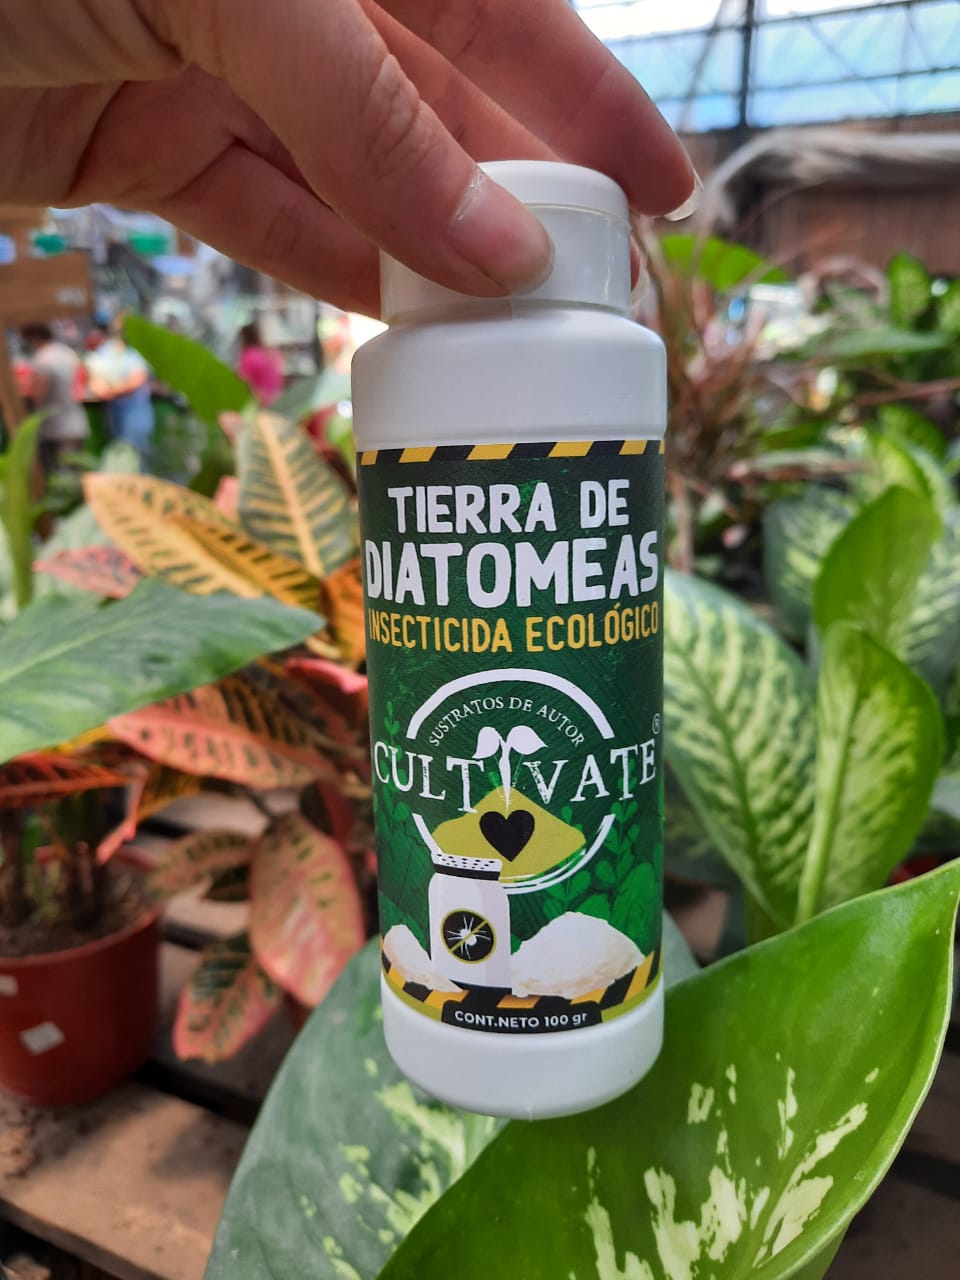 TIERRA DE
DIATOMEAS
INSECTICIDA ECOLÓGICO
SUSTRATOS DE AUTOR
CULTIVATE®
CONT.NETO 100 gr